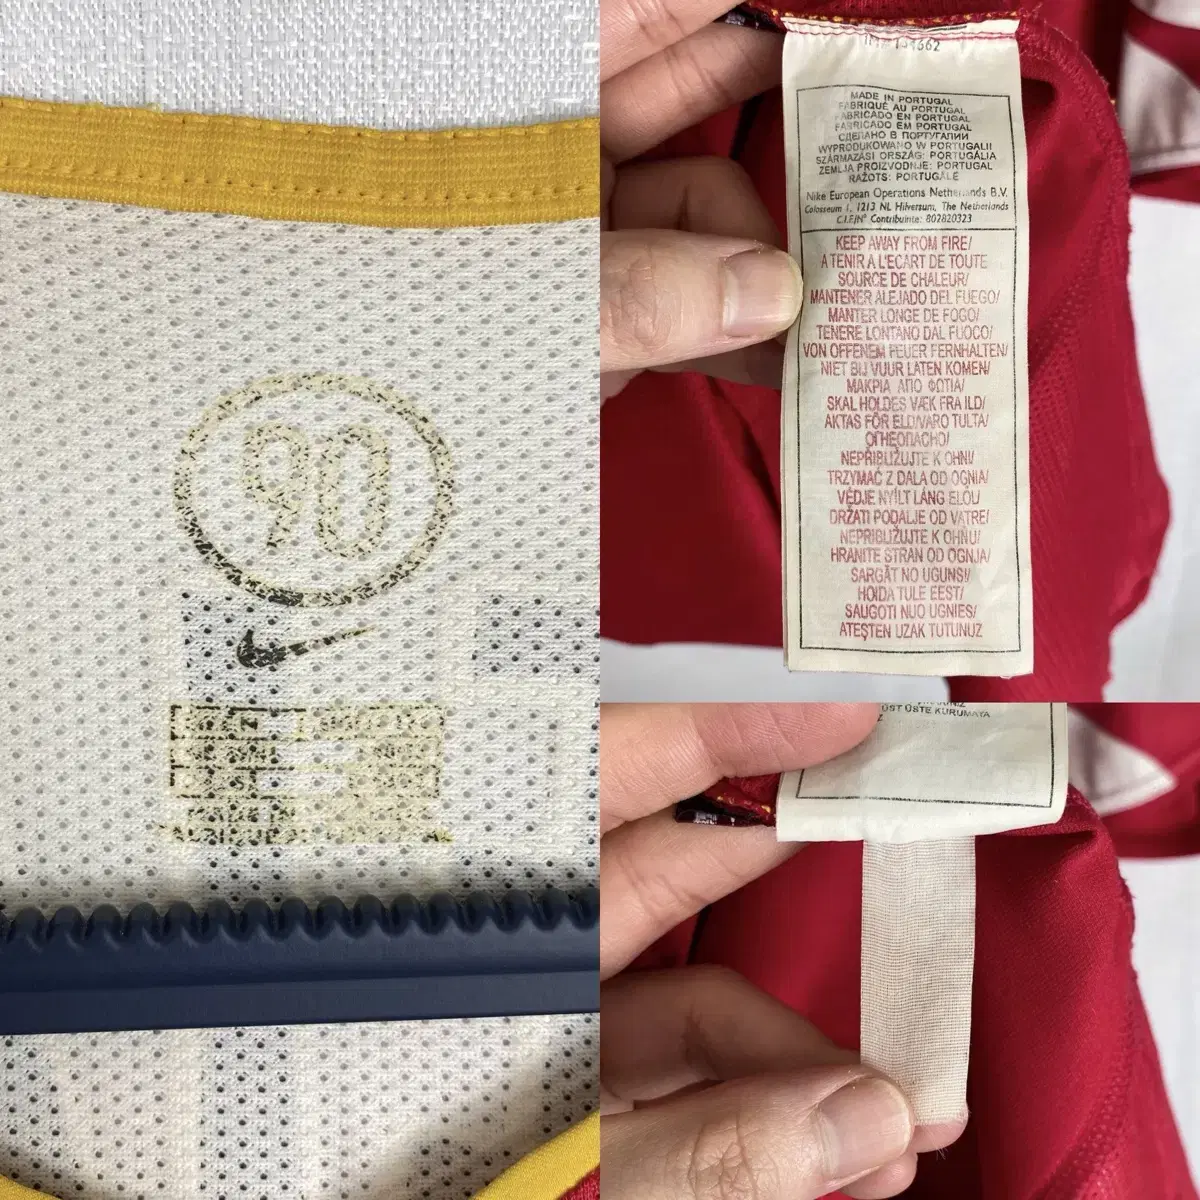 90
MADE IN PORTUGAL
FABRIQUÉ AU PORTUGAL
FABRICADO EN PORTUGAL
FABRICADO EM PORTUGAL
СДЕЛАНО В ПОРТУГАЛИИ
WYPRODUKOWANO W PORTUGALII
SZÁRMAZÁSI ORSZÁG: PORTUGÁLIA
ZEMLJA PROIZVODNJE: PORTUGAL
RAŽOTS: PORTUGĀLE
Nike European Operations Netherlands B.V.
Colosseum 1, 1213 NL Hilversum, The Netherlands
C.I.F/N° Contribuinte: 802820323
KEEP AWAY FROM FIRE/
A TENIR A L'ECART DE TOUTE
SOURCE DE CHALEUR/
MANTENER ALEJADO DEL FUEGO/
MANTER LONGE DE FOGO/
TENERE LONTANO DAL FUOCO/
VON OFFENEM FEUER FERNHALTEN/
NIET BIJ VUUR LATEN KOMEN/
ΜΑΚΡΙΑ ΑΠΟ ΦΩΤΙΑ/
SKAL HOLDES VÆK FRA ILD/
AKTAS FÖR ELD/VARO TULTA/
ОГНЕОПАСНО/
NEPRIBLIŽUJTE K OHNI/
TRZYMAĆ Z DALA OD OGNIA/
VÉDJE NYÍLT LÁNG ELŐL/
DRŽATI PODALJE OD VATRE/
NEPRIBLIŽUJTE K OHŇU/
HRANITE STRAN OD OGNJA/
SARGĀT NO UGUNS!/
HOIDA TULE EEST/
SAUGOTI NUO UGNIES/
ATEŞTEN UZAK TUTUNUZ
ÜST ÜSTE KURUMAYA